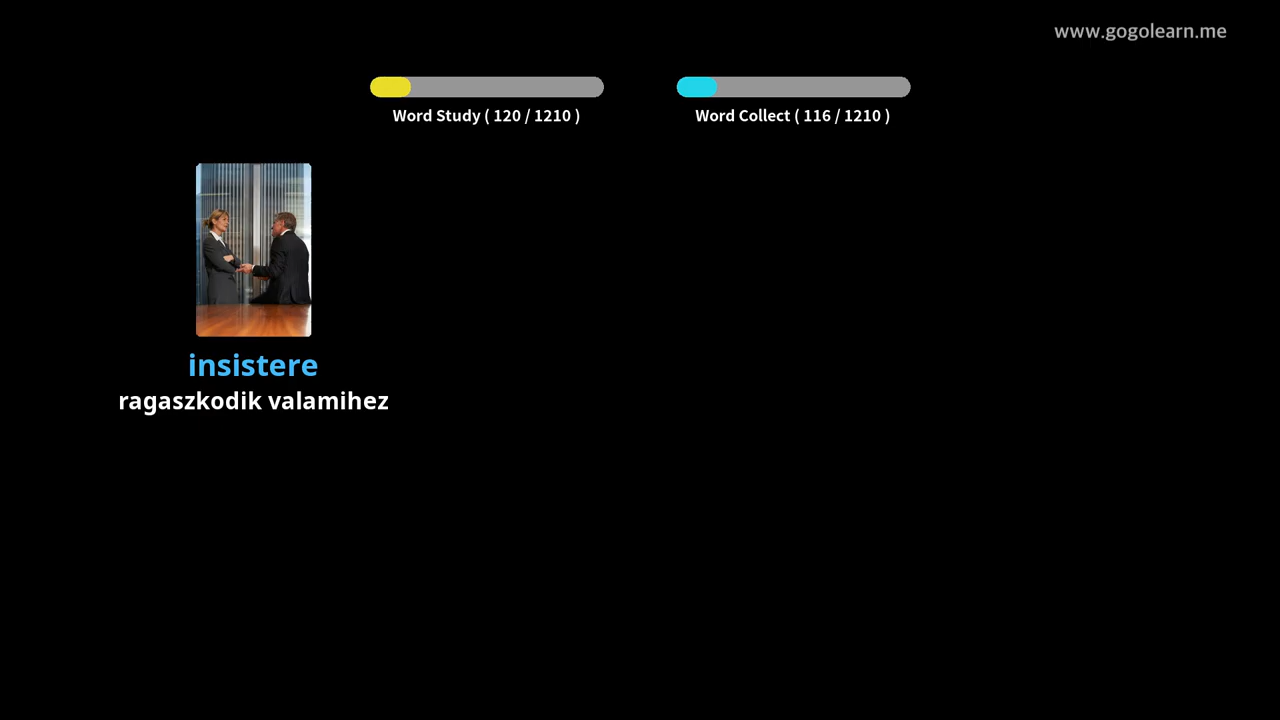 www.gogolearn.me
Word Study ( 120 / 1210 )
Word Collect ( 116 / 1210 )
insistere
ragaszkodik valamihez